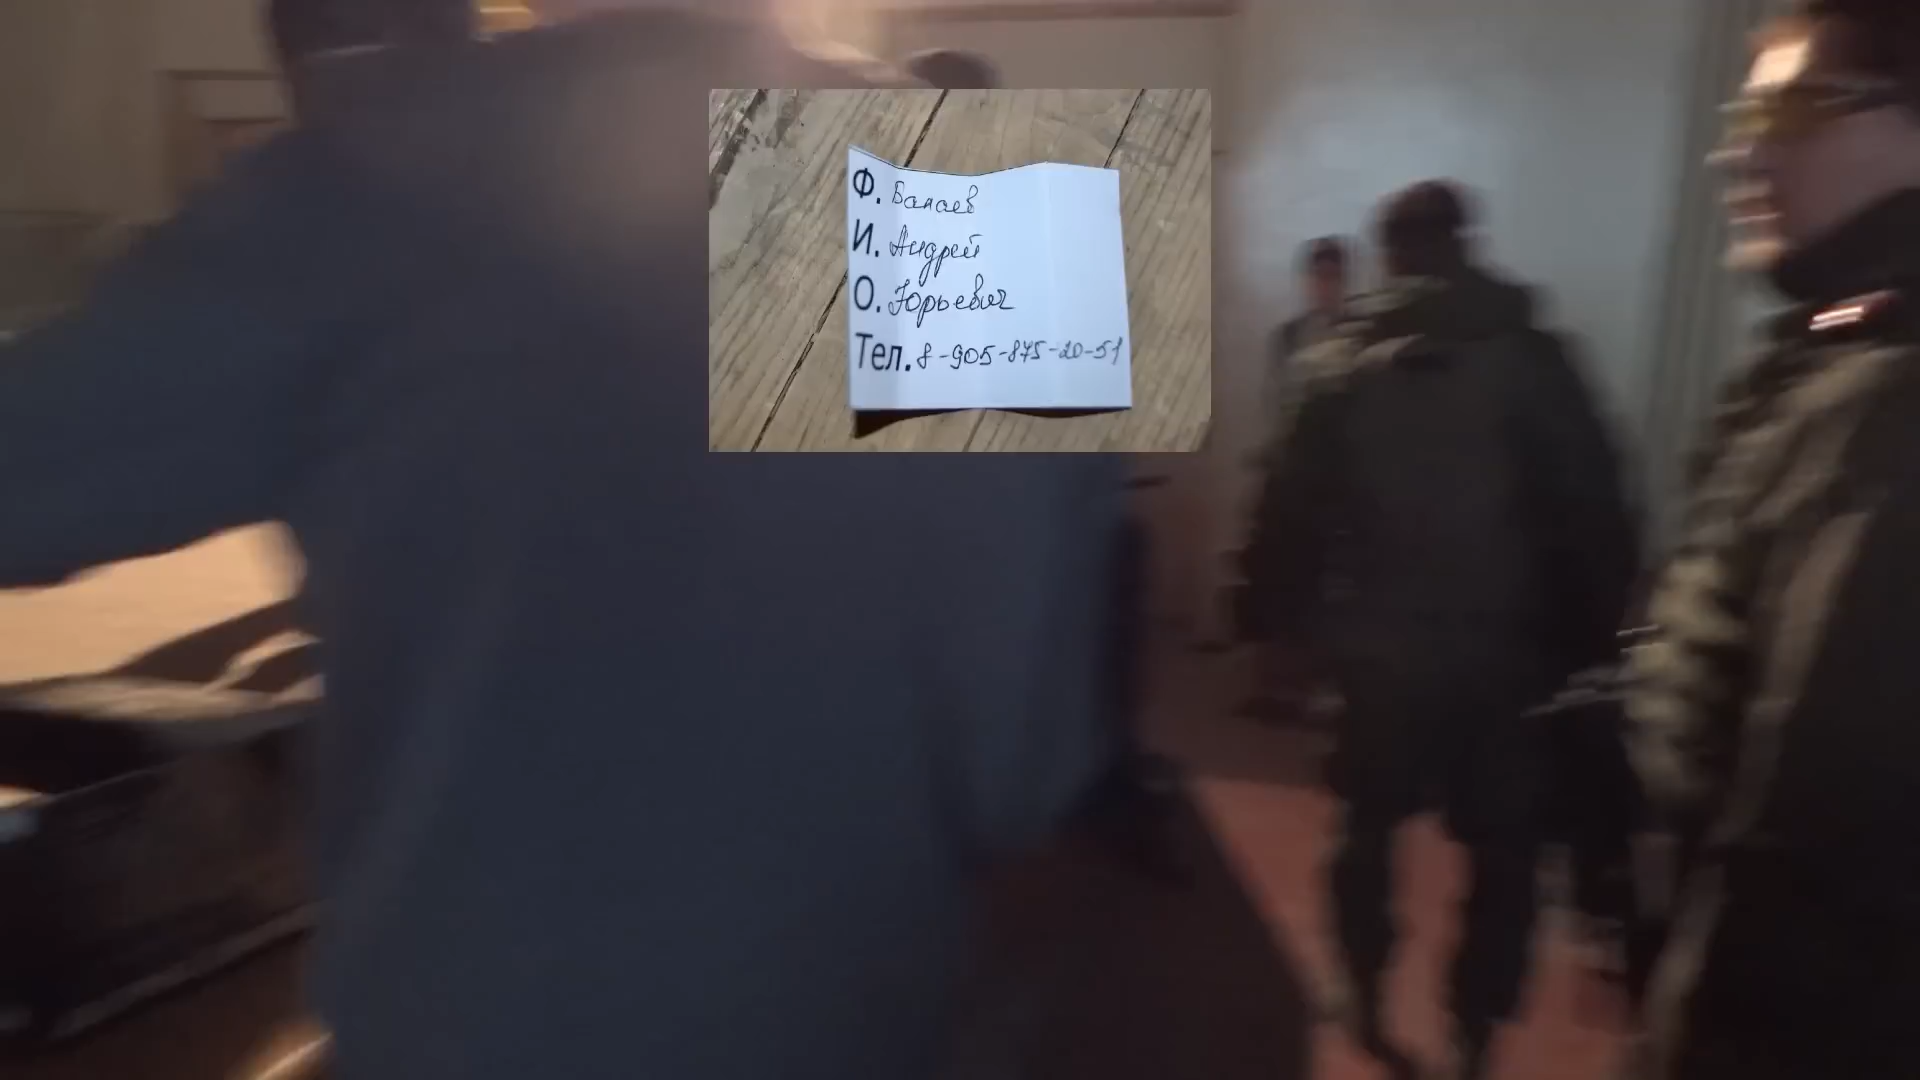 Ф. Балаев
И. Андрей
О. Юрьевич
Тел. 8-905-875-20-51